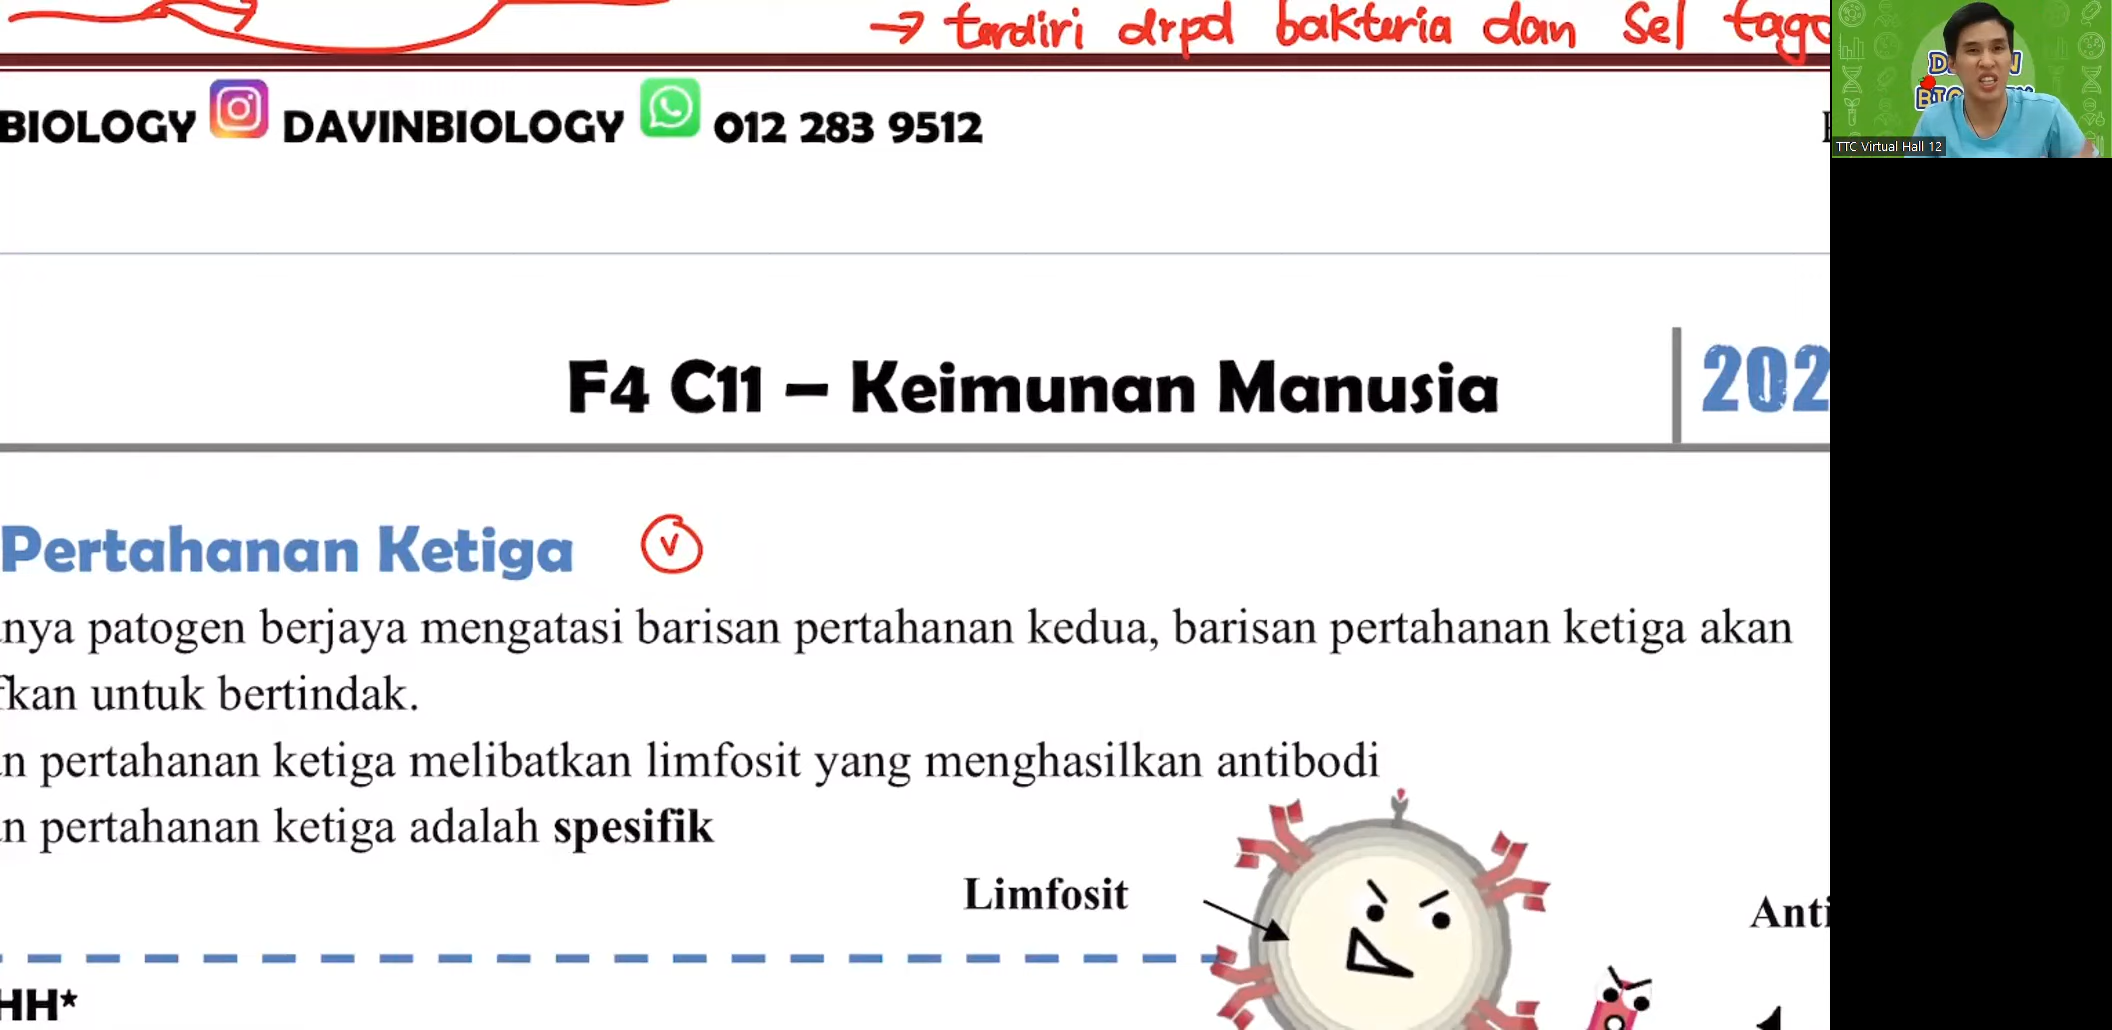 → terdiri drpd bakteria dan sel
BIOLOGY DAVINBIOLOGY 012 283 9512
TTC Virtual Hall 12
F4 C11 – Keimunan Manusia
202
Pertahanan Ketiga
nya patogen berjaya mengatasi barisan pertahanan kedua, barisan pertahanan ketiga akan
fkan untuk bertindak.
n pertahanan ketiga melibatkan limfosit yang menghasilkan antibodi
n pertahanan ketiga adalah spesifik
Limfosit
Anti
HH*